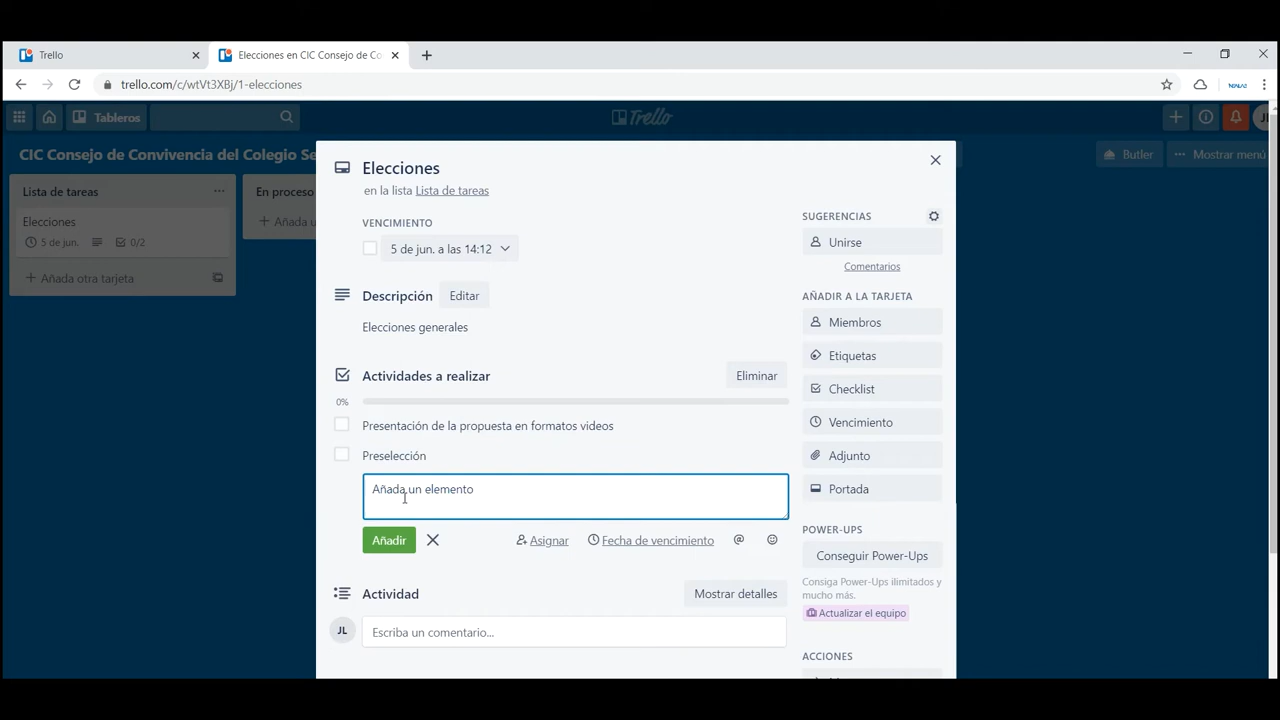 Trello
Elecciones en CIC Consejo de Co
trello.com/c/wtVt3XBj/1-elecciones
Tableros
Trello
CIC Consejo de Convivencia del Colegio Se
Butler
Mostrar menú
Lista de tareas
En proceso
Elecciones
Añada u
5 de jun.
0/2
Añada otra tarjeta
Elecciones
en la lista Lista de tareas
VENCIMIENTO
5 de jun. a las 14:12
Descripción
Editar
Elecciones generales
Actividades a realizar
Eliminar
0%
Presentación de la propuesta en formatos videos
Preselección
Añada un elemento
Añadir
Asignar
Fecha de vencimiento
@
Actividad
Mostrar detalles
JL
Escriba un comentario...
SUGERENCIAS
Unirse
Comentarios
AÑADIR A LA TARJETA
Miembros
Etiquetas
Checklist
Vencimiento
Adjunto
Portada
POWER-UPS
Conseguir Power-Ups
Consiga Power-Ups ilimitados y
mucho más.
Actualizar el equipo
ACCIONES